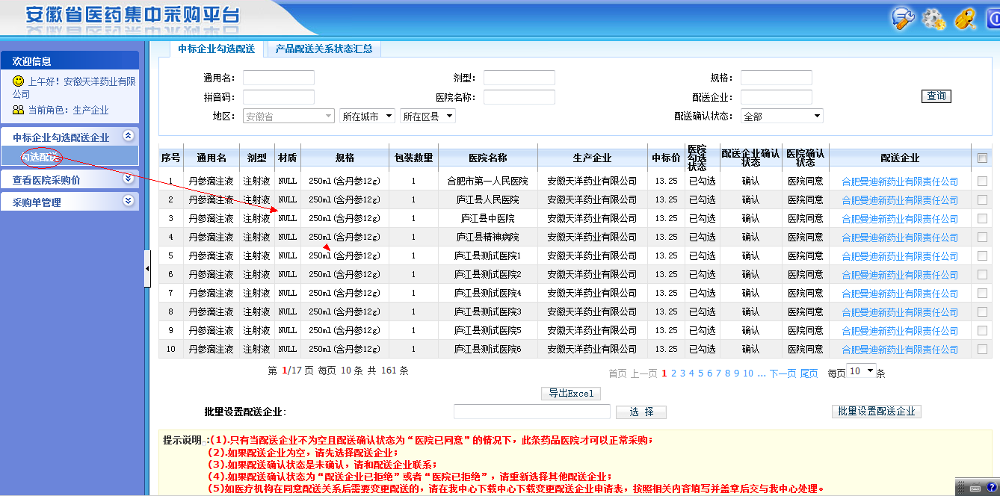 安徽省医药集中采购平台
中标企业勾选配送 产品配送关系状态汇总
欢迎信息
上午好！安徽天洋药业有限
公司
当前角色：生产企业
中标企业勾选配送企业
勾选配送
查看医院采购价
采购单管理
通用名： 剂型： 规格：
拼音码： 医院名称： 配送企业： 查询
地区： 安徽省 所在城市 所在区县 配送确认状态： 全部
序号 通用名 剂型 材质 规格 包装数量 医院名称 生产企业 中标价 医院勾选状态 配送企业确认状态 医院确认状态 配送企业
1 丹参滴注液 注射液 NULL 250ml(含丹参12g) 1 合肥市第一人民医院 安徽天洋药业有限公司 13.25 已勾选 确认 医院同意 合肥曼迪新药业有限责任公司
2 丹参滴注液 注射液 NULL 250ml(含丹参12g) 1 庐江县人民医院 安徽天洋药业有限公司 13.25 已勾选 确认 医院同意 合肥曼迪新药业有限责任公司
3 丹参滴注液 注射液 NULL 250ml(含丹参12g) 1 庐江县中医院 安徽天洋药业有限公司 13.25 已勾选 确认 医院同意 合肥曼迪新药业有限责任公司
4 丹参滴注液 注射液 NULL 250ml(含丹参12g) 1 庐江县精神病院 安徽天洋药业有限公司 13.25 已勾选 确认 医院同意 合肥曼迪新药业有限责任公司
5 丹参滴注液 注射液 NULL 250ml(含丹参12g) 1 庐江县测试医院1 安徽天洋药业有限公司 13.25 已勾选 确认 医院同意 合肥曼迪新药业有限责任公司
6 丹参滴注液 注射液 NULL 250ml(含丹参12g) 1 庐江县测试医院2 安徽天洋药业有限公司 13.25 已勾选 确认 医院同意 合肥曼迪新药业有限责任公司
7 丹参滴注液 注射液 NULL 250ml(含丹参12g) 1 庐江县测试医院4 安徽天洋药业有限公司 13.25 已勾选 确认 医院同意 合肥曼迪新药业有限责任公司
8 丹参滴注液 注射液 NULL 250ml(含丹参12g) 1 庐江县测试医院3 安徽天洋药业有限公司 13.25 已勾选 确认 医院同意 合肥曼迪新药业有限责任公司
9 丹参滴注液 注射液 NULL 250ml(含丹参12g) 1 庐江县测试医院5 安徽天洋药业有限公司 13.25 已勾选 确认 医院同意 合肥曼迪新药业有限责任公司
10 丹参滴注液 注射液 NULL 250ml(含丹参12g) 1 庐江县测试医院6 安徽天洋药业有限公司 13.25 已勾选 确认 医院同意 合肥曼迪新药业有限责任公司
第 1/17 页 每页 10 条 共 161 条 首页 上一页 1 2 3 4 5 6 7 8 9 10 ... 下一页 尾页 每页 10 条
导出Excel
批量设置配送企业： 选 择 批量设置配送企业
提示说明：(1).只有当配送企业不为空且配送确认状态为“医院已同意”的情况下，此条药品医院才可以正常采购；
(2).如果配送企业为空，请先选择配送企业；
(3).如果配送确认状态是未确认，请和配送企业联系；
(4).如果配送确认状态为“配送企业已拒绝”或者“医院已拒绝”，请重新选择其他配送企业；
(5)如医疗机构在同意配送关系后需要变更配送的，请在我中心下载中心下载变更配送企业申请表，按照相关内容填写并盖章后交与我中心处理。